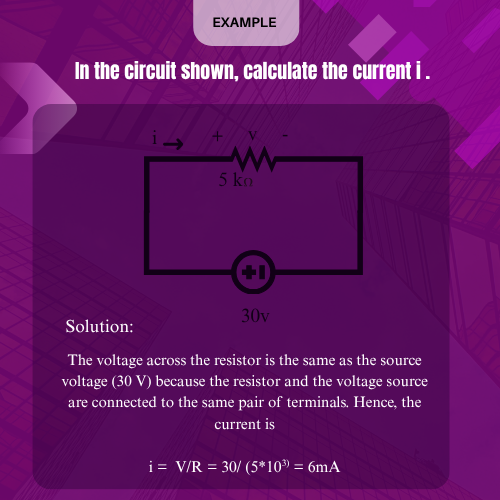 EXAMPLE
In the circuit shown, calculate the current i .
i → + v -
5 kΩ
30v
Solution:
The voltage across the resistor is the same as the source
voltage (30 V) because the resistor and the voltage source
are connected to the same pair of terminals. Hence, the
current is
i = V/R = 30/ (5*10³⁾ = 6mA